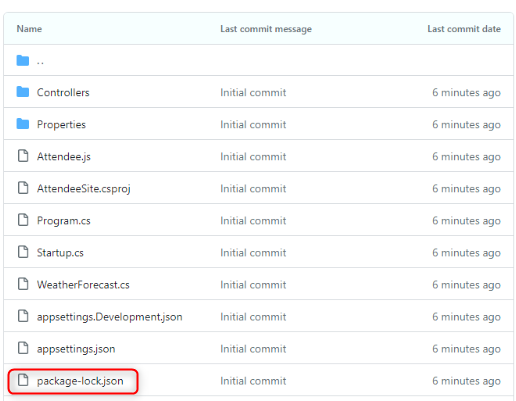 Name Last commit message Last commit date
..
Controllers Initial commit 6 minutes ago
Properties Initial commit 6 minutes ago
Attendee.js Initial commit 6 minutes ago
AttendeeSite.csproj Initial commit 6 minutes ago
Program.cs Initial commit 6 minutes ago
Startup.cs Initial commit 6 minutes ago
WeatherForecast.cs Initial commit 6 minutes ago
appsettings.Development.json Initial commit 6 minutes ago
appsettings.json Initial commit 6 minutes ago
package-lock.json Initial commit 6 minutes ago